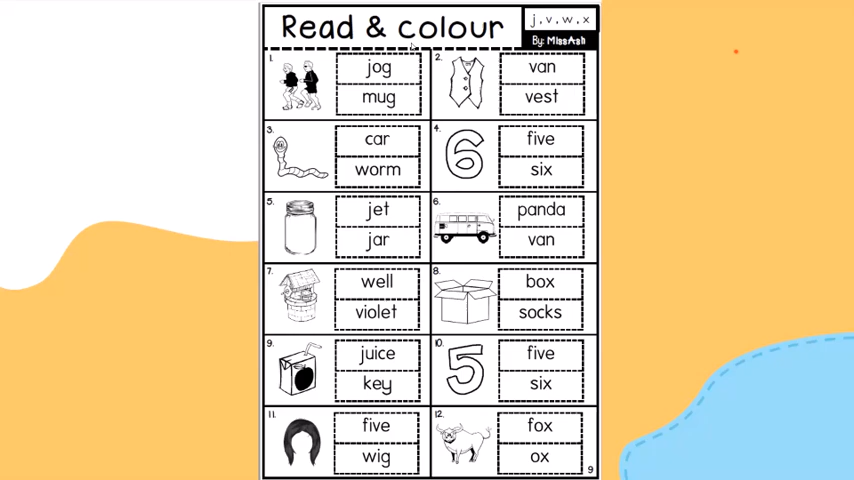 Read & colour
j,v,w,x
By: MissAsh
1.
jog
mug
2.
van
vest
3.
car
worm
4.
five
six
5.
jet
jar
6.
panda
van
7.
well
violet
8.
box
socks
9.
juice
key
10.
5
five
six
11.
five
wig
12.
fox
ox
6
9